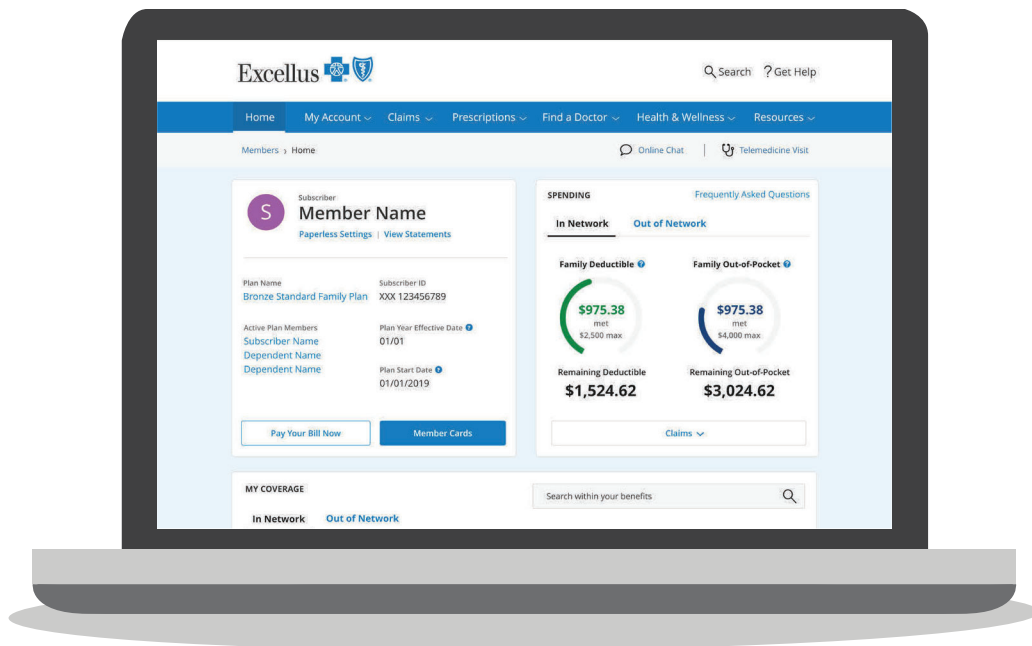 Excellus
Search ? Get Help
Home My Account Claims Prescriptions Find a Doctor Health & Wellness Resources
Members › Home
Online Chat | Telemedicine Visit
S
Subscriber
Member Name
Paperless Settings | View Statements
Plan Name
Bronze Standard Family Plan
Subscriber ID
XXX 123456789
Active Plan Members
Subscriber Name
Dependent Name
Dependent Name
Plan Year Effective Date ?
01/01
Plan Start Date ?
01/01/2019
Pay Your Bill Now
Member Cards
SPENDING
Frequently Asked Questions
In Network Out of Network
Family Deductible ?
$975.38
met
$2,500 max
Remaining Deductible
$1,524.62
Family Out-of-Pocket ?
$975.38
met
$4,000 max
Remaining Out-of-Pocket
$3,024.62
Claims
MY COVERAGE
Search within your benefits
In Network Out of Network